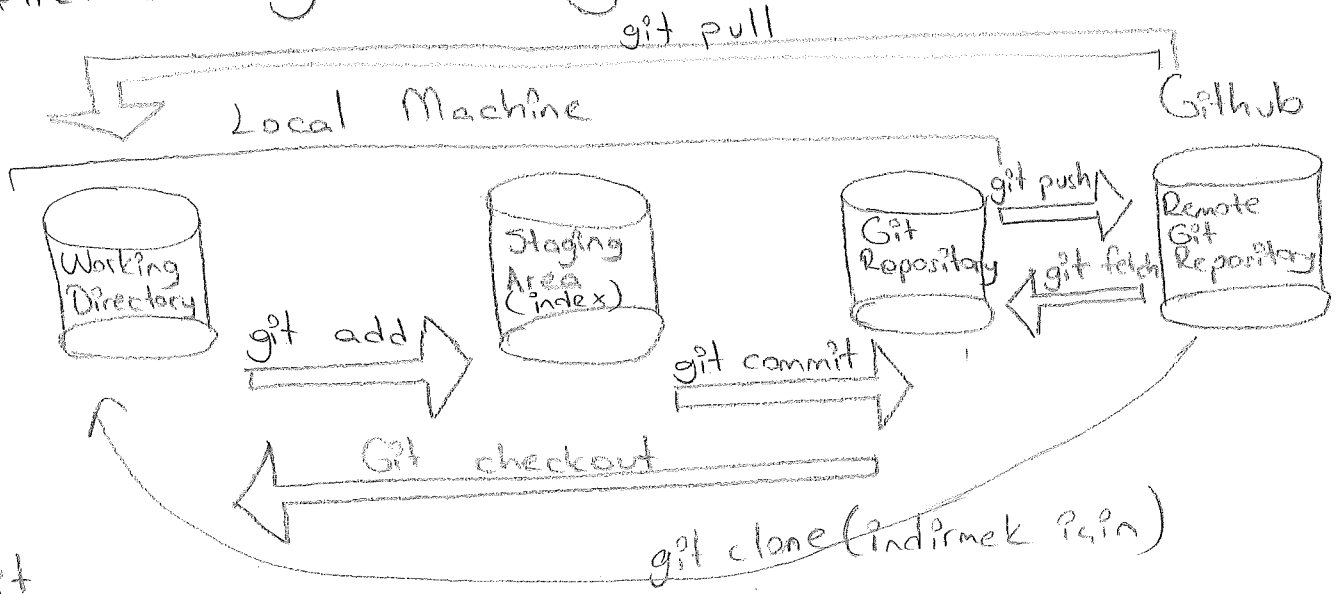 git pull
Github
Local Machine
git push
Working
Directory
Staging
Area
(index)
Git
Repository
Remote
Git
Repository
git fetch
git add
git commit
Git checkout
git clone (indirmek için)